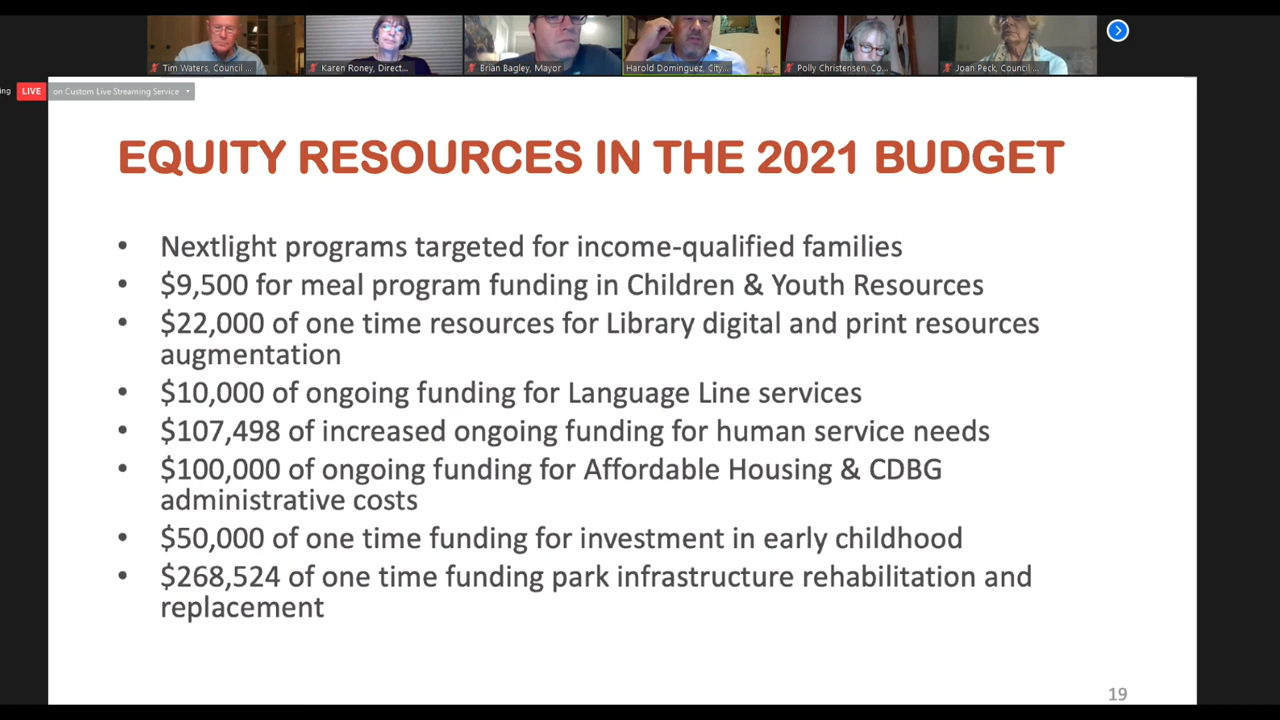 Tim Waters, Council ...
Karen Roney, Direct...
Brian Bagley, Mayor
Harold Dominguez, City...
Polly Christensen, Co...
Joan Peck, Council ...
ing
LIVE
on Custom Live Streaming Service
EQUITY RESOURCES IN THE 2021 BUDGET
• Nextlight programs targeted for income-qualified families
• $9,500 for meal program funding in Children & Youth Resources
• $22,000 of one time resources for Library digital and print resources
augmentation
• $10,000 of ongoing funding for Language Line services
• $107,498 of increased ongoing funding for human service needs
• $100,000 of ongoing funding for Affordable Housing & CDBG
administrative costs
• $50,000 of one time funding for investment in early childhood
• $268,524 of one time funding park infrastructure rehabilitation and
replacement
19